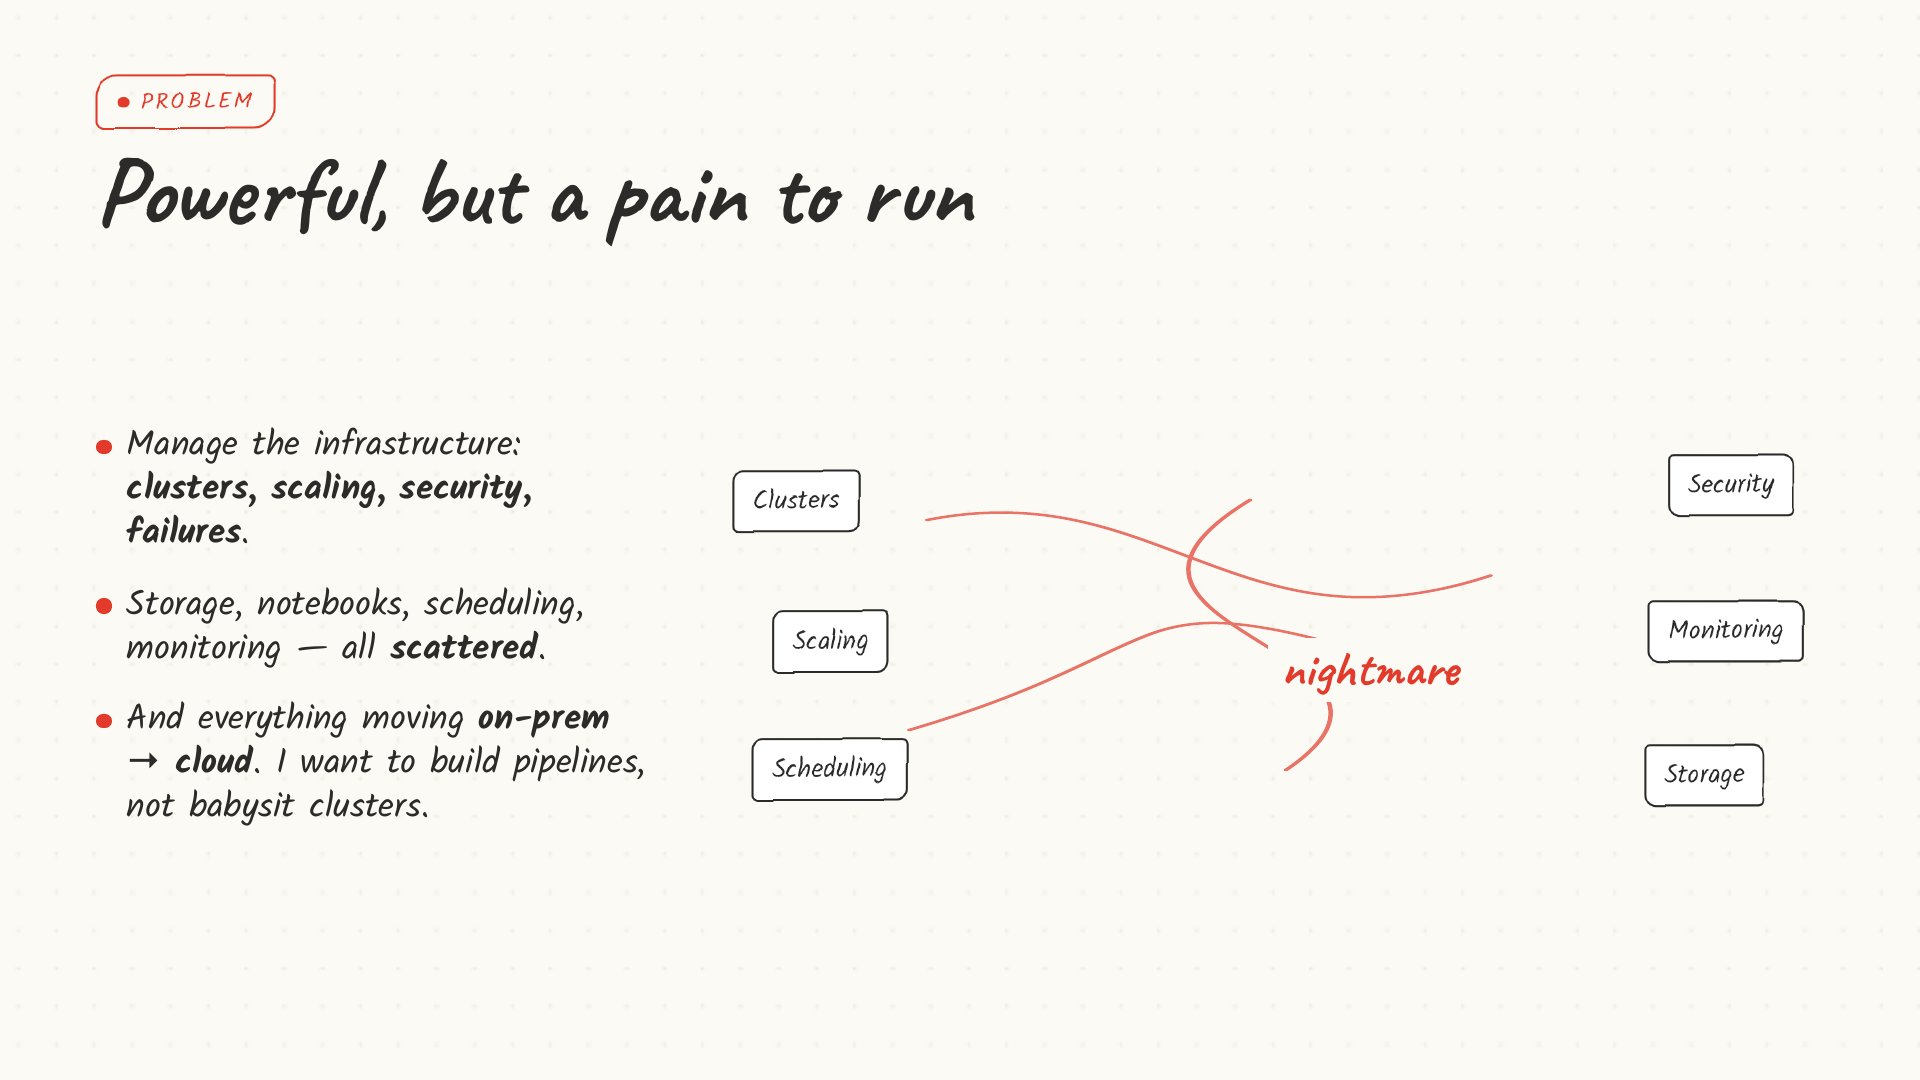 PROBLEM
Powerful, but a pain to run
Manage the infrastructure:
clusters, scaling, security,
failures.
Storage, notebooks, scheduling,
monitoring — all scattered.
And everything moving on-prem
→ cloud. I want to build pipelines,
not babysit clusters.
Clusters
Scaling
Scheduling
nightmare
Security
Monitoring
Storage